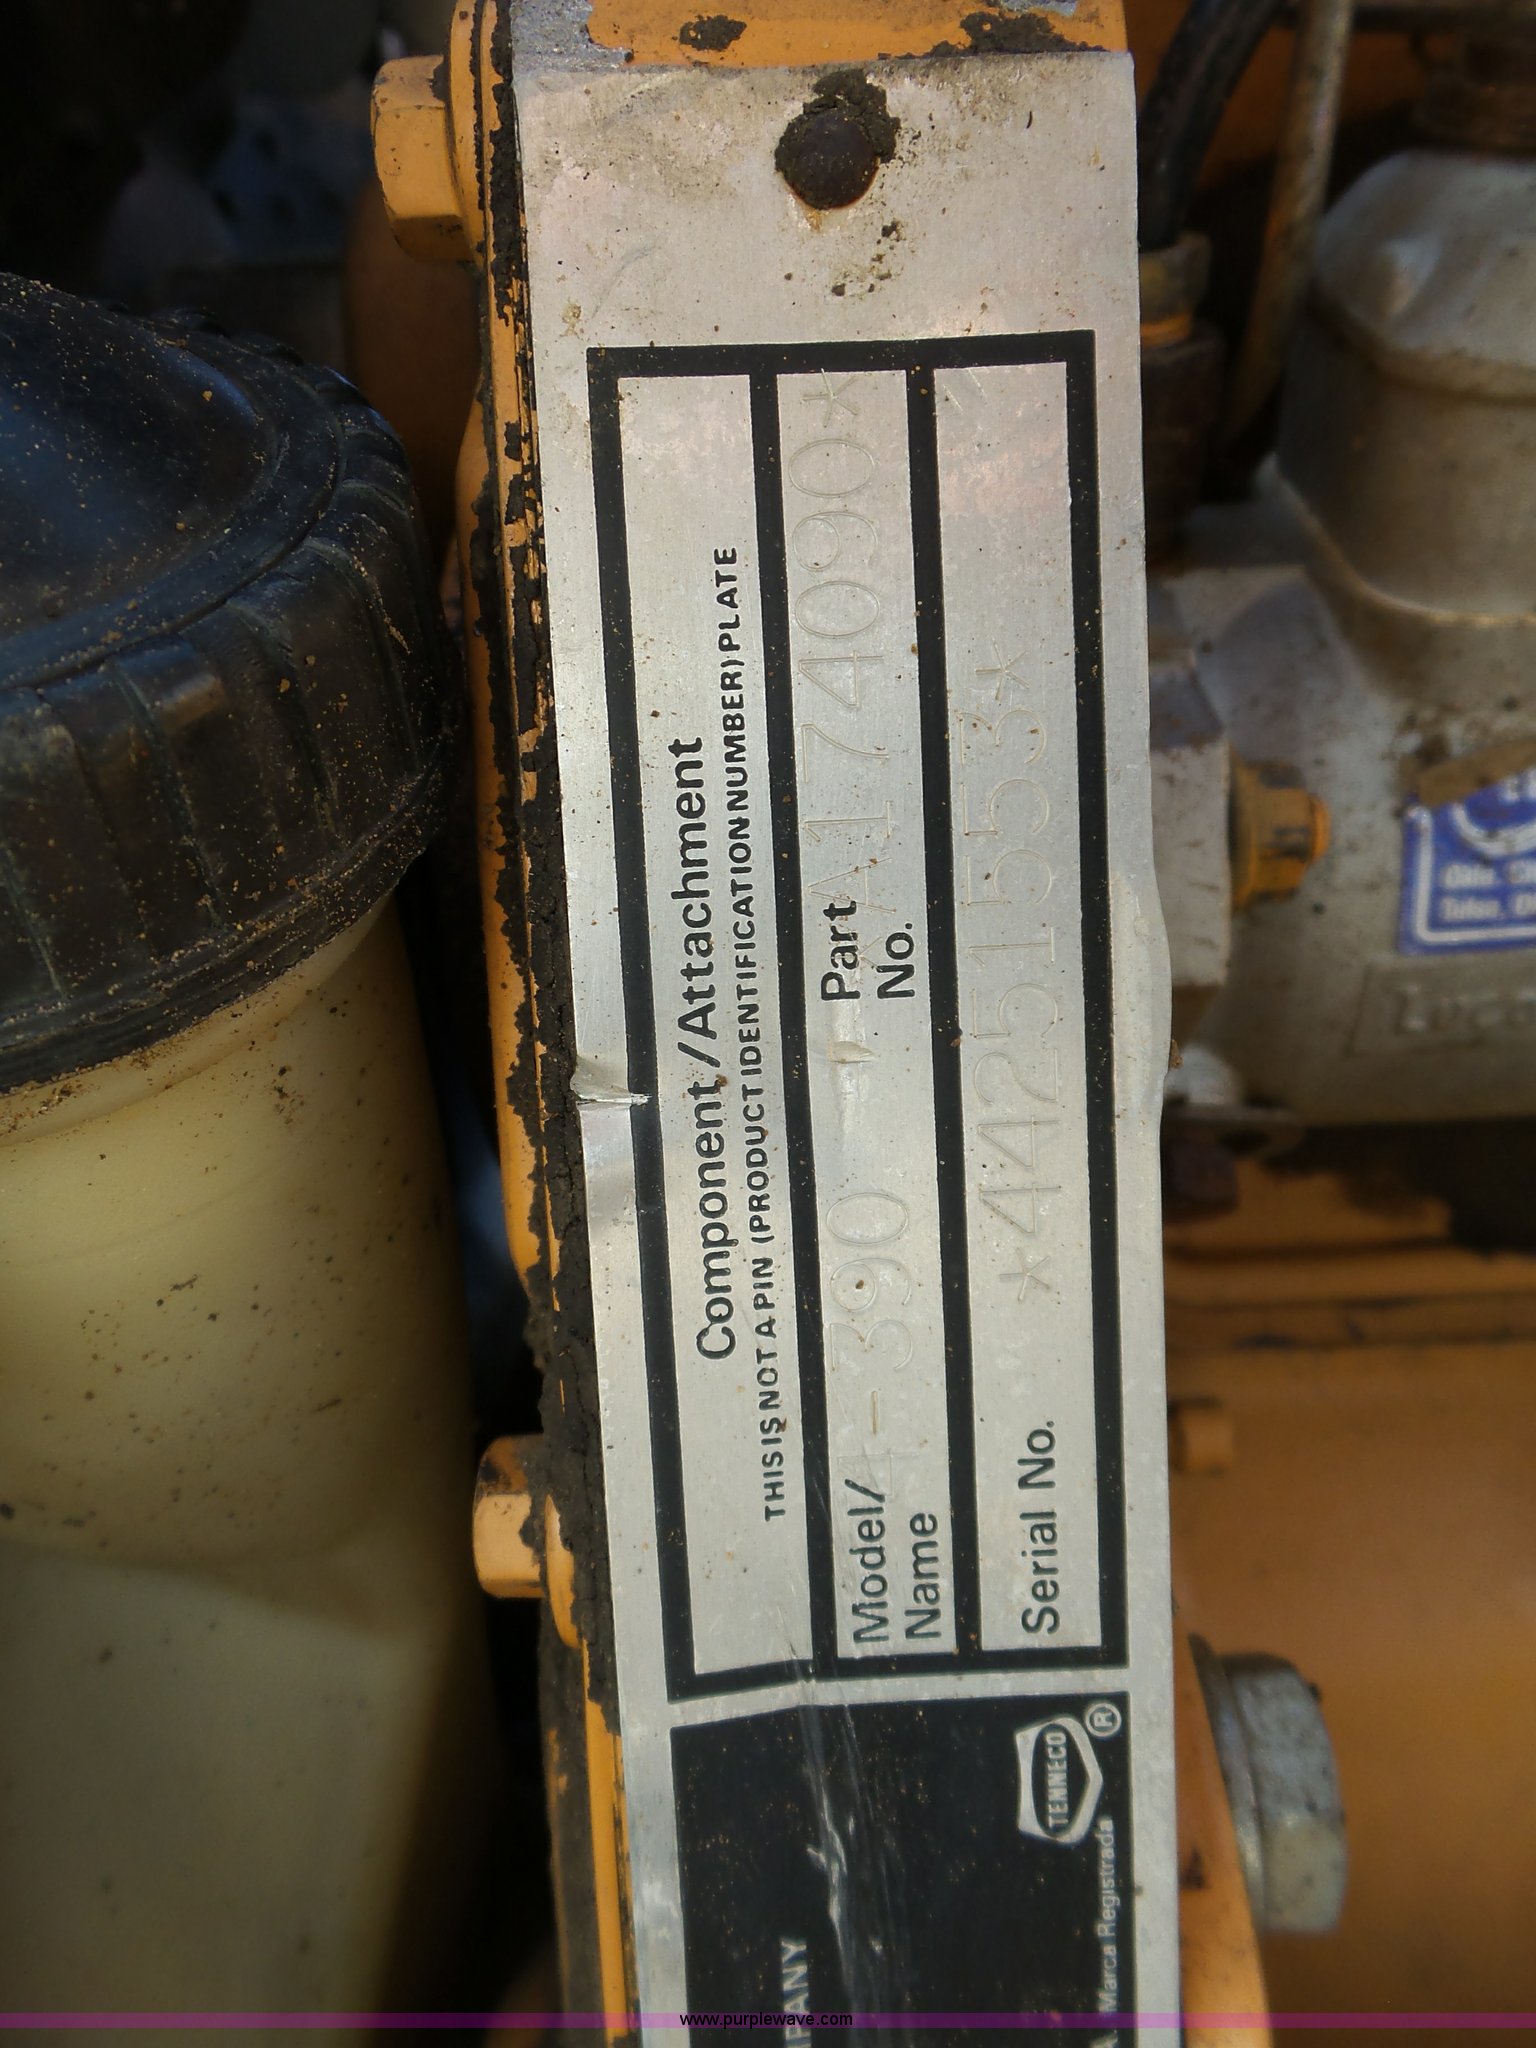 Component/Attachment
THIS IS NOT A PIN (PRODUCT IDENTIFICATION NUMBER) PLATE
Model/ Name 4-390
Part No. *A174090*
Serial No. *44251553*
TENNECO
®
Marca Registrada
www.purplewave.com